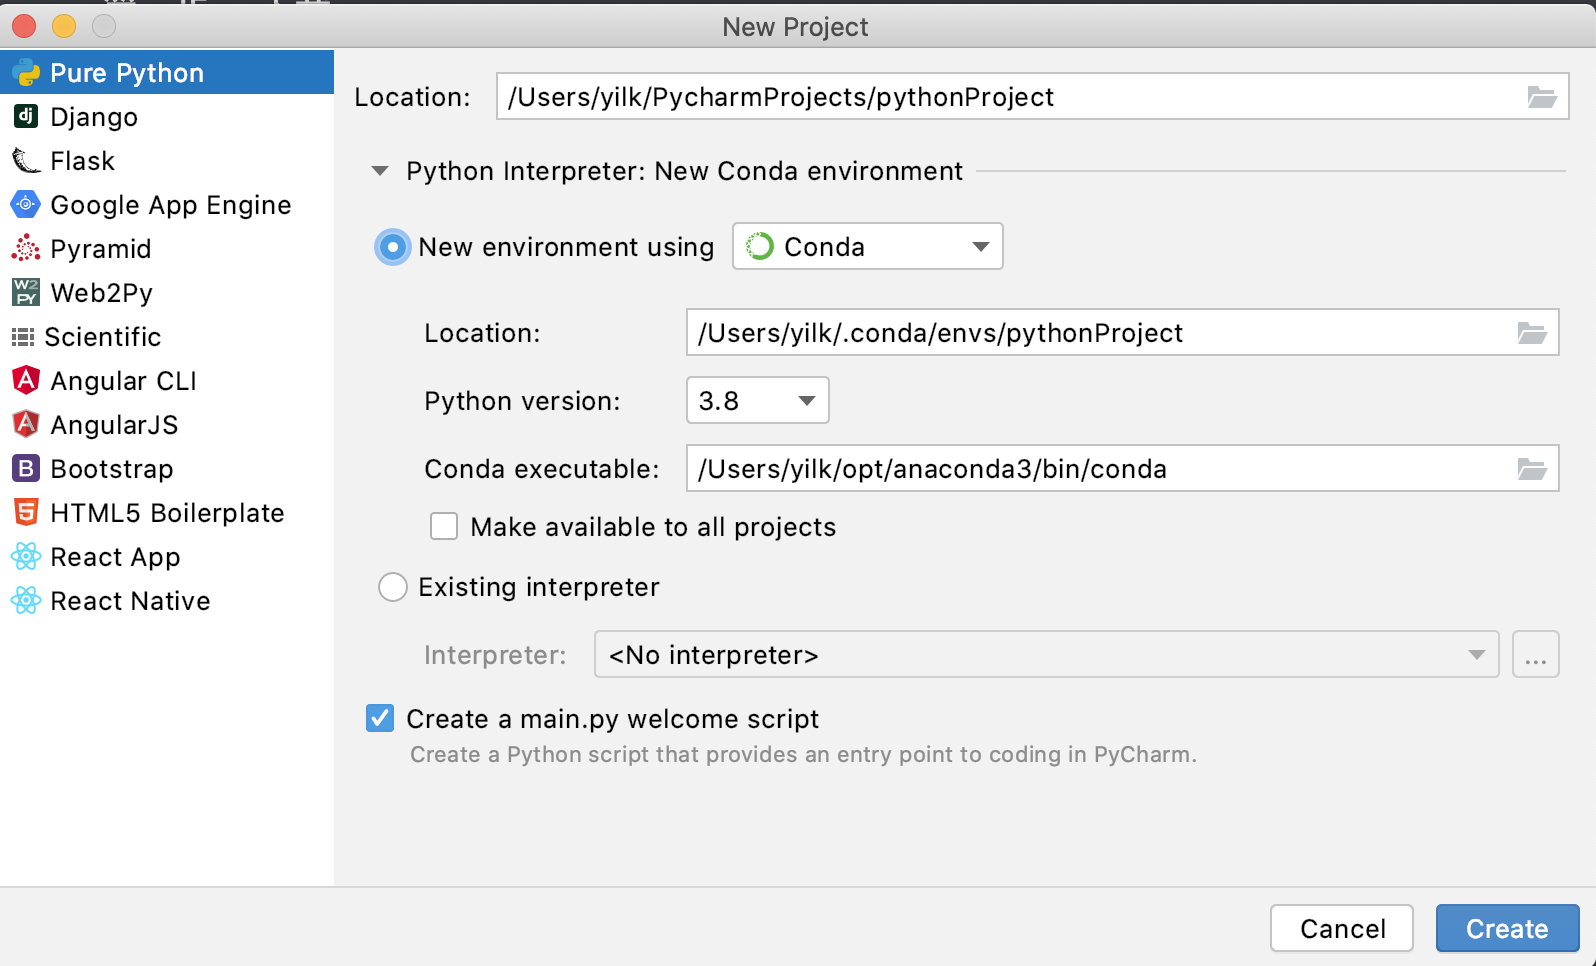 New Project
Pure Python
dj Django
Flask
Google App Engine
Pyramid
W2PY Web2Py
Scientific
A Angular CLI
A AngularJS
B Bootstrap
5 HTML5 Boilerplate
React App
React Native
Location: /Users/yilk/PycharmProjects/pythonProject
Python Interpreter: New Conda environment
New environment using Conda
Location: /Users/yilk/.conda/envs/pythonProject
Python version: 3.8
Conda executable: /Users/yilk/opt/anaconda3/bin/conda
Make available to all projects
Existing interpreter
Interpreter: <No interpreter> ...
Create a main.py welcome script
Create a Python script that provides an entry point to coding in PyCharm.
Cancel Create